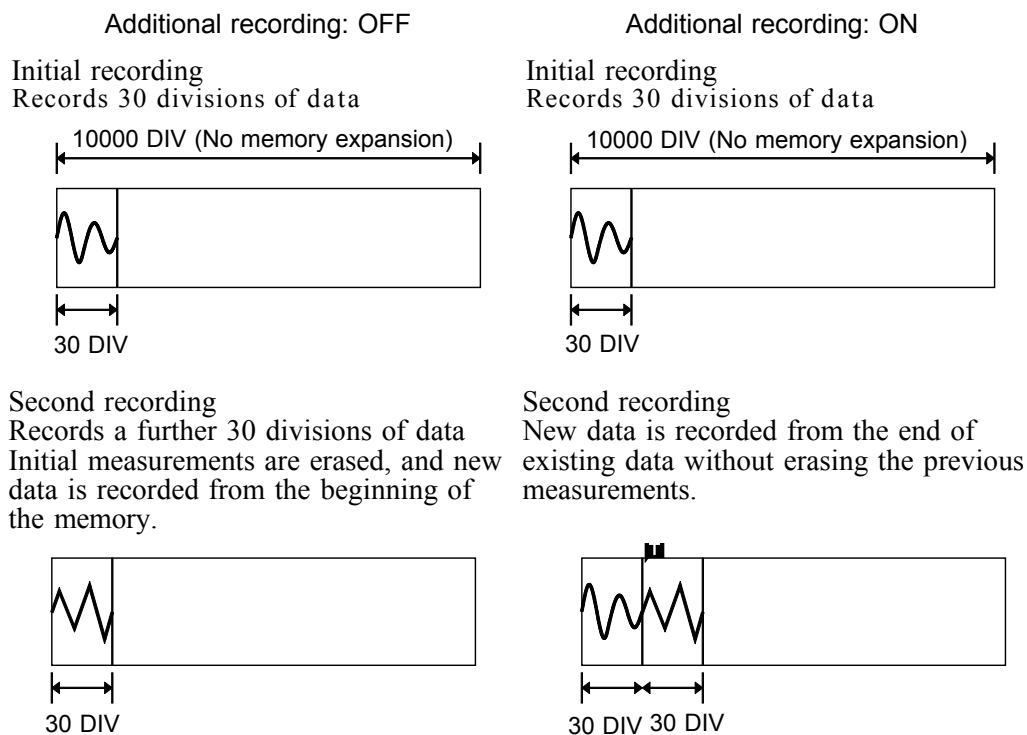 Additional recording: OFF
Initial recording
Records 30 divisions of data
10000 DIV (No memory expansion)
30 DIV
Second recording
Records a further 30 divisions of data
Initial measurements are erased, and new
data is recorded from the beginning of
the memory.
30 DIV
Additional recording: ON
Initial recording
Records 30 divisions of data
10000 DIV (No memory expansion)
30 DIV
Second recording
New data is recorded from the end of
existing data without erasing the previous
measurements.
30 DIV 30 DIV